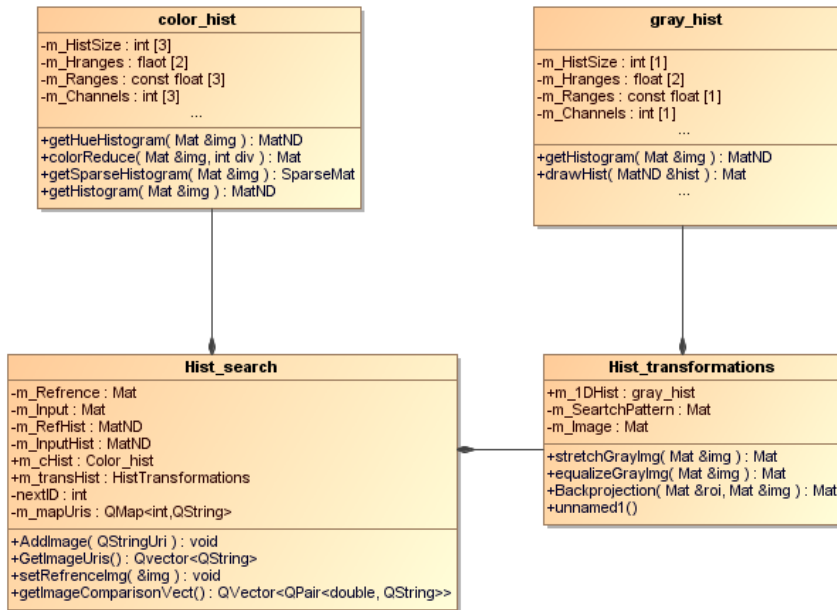 color_hist
-m_HistSize : int [3]
-m_Hranges : flaot [2]
-m_Ranges : const float [3]
-m_Channels : int [3]
...
+getHueHistogram( Mat &img ) : MatND
+colorReduce( Mat &img, int div ) : Mat
+getSparseHistogram( Mat &img ) : SparseMat
+getHistogram( Mat &img ) : MatND
gray_hist
-m_HistSize : int [1]
-m_Hranges : float [2]
-m_Ranges : const float [1]
-m_Channels : int [1]
...
+getHistogram( Mat &img ) : MatND
+drawHist( MatND &hist ) : Mat
...
Hist_search
-m_Refrence : Mat
-m_Input : Mat
-m_RefHist : MatND
-m_InputHist : MatND
+m_cHist : Color_hist
+m_transHist : HistTransformations
-nextID : int
-m_mapUris : QMap<int,QString>
+AddImage( QStringUri ) : void
+GetImageUris() : Qvector<QString>
+setRefrenceImg( &img ) : void
+getImageComparisonVect() : QVector<QPair<double, QString>>
Hist_transformations
+m_1DHist : gray_hist
-m_SeartchPattern : Mat
-m_Image : Mat
+stretchGrayImg( Mat &img ) : Mat
+equalizeGrayImg( Mat &img ) : Mat
+Backprojection( Mat &roi, Mat &img ) : Mat
+unnamed1()